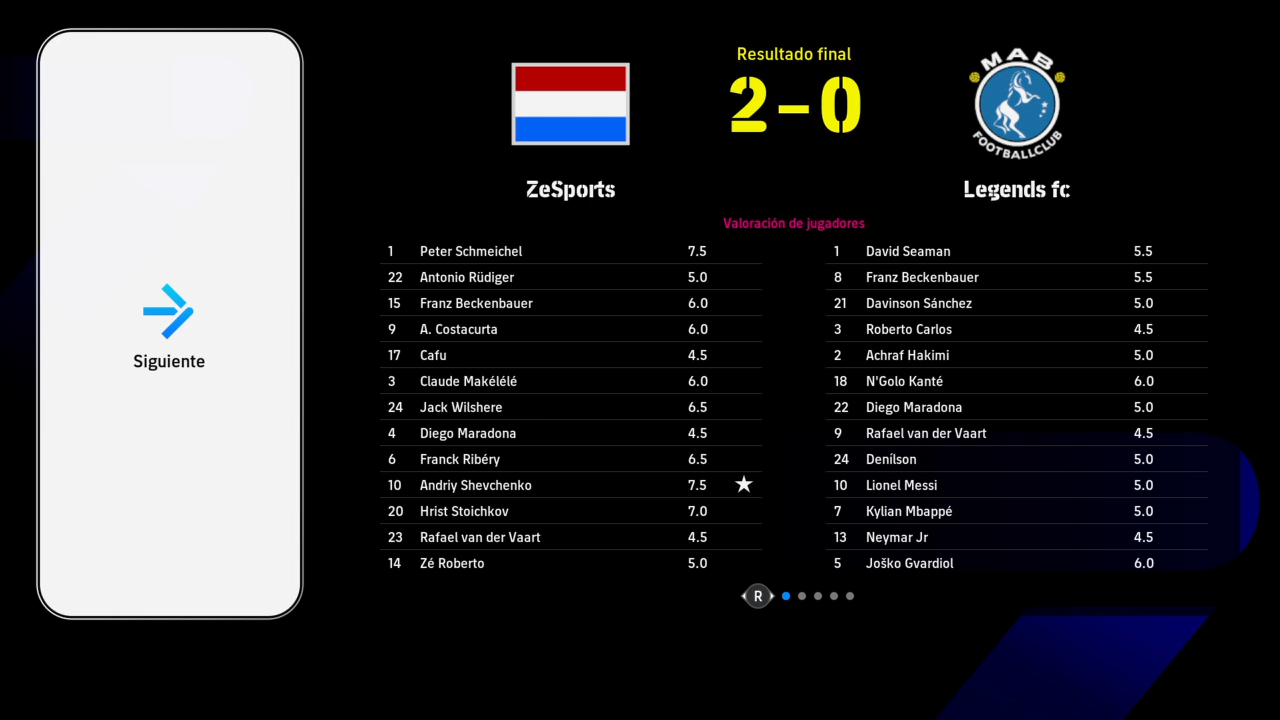 Siguiente
Resultado final
2-0
MAB
FOOTBALLCLUB
ZeSports
Legends fc
Valoración de jugadores
1 Peter Schmeichel 7.5
22 Antonio Rüdiger 5.0
15 Franz Beckenbauer 6.0
9 A. Costacurta 6.0
17 Cafu 4.5
3 Claude Makélélé 6.0
24 Jack Wilshere 6.5
4 Diego Maradona 4.5
6 Franck Ribéry 6.5
10 Andriy Shevchenko 7.5 ★
20 Hrist Stoichkov 7.0
23 Rafael van der Vaart 4.5
14 Zé Roberto 5.0
1 David Seaman 5.5
8 Franz Beckenbauer 5.5
21 Davinson Sánchez 5.0
3 Roberto Carlos 4.5
2 Achraf Hakimi 5.0
18 N'Golo Kanté 6.0
22 Diego Maradona 5.0
9 Rafael van der Vaart 4.5
24 Denílson 5.0
10 Lionel Messi 5.0
7 Kylian Mbappé 5.0
13 Neymar Jr 4.5
5 Joško Gvardiol 6.0
R